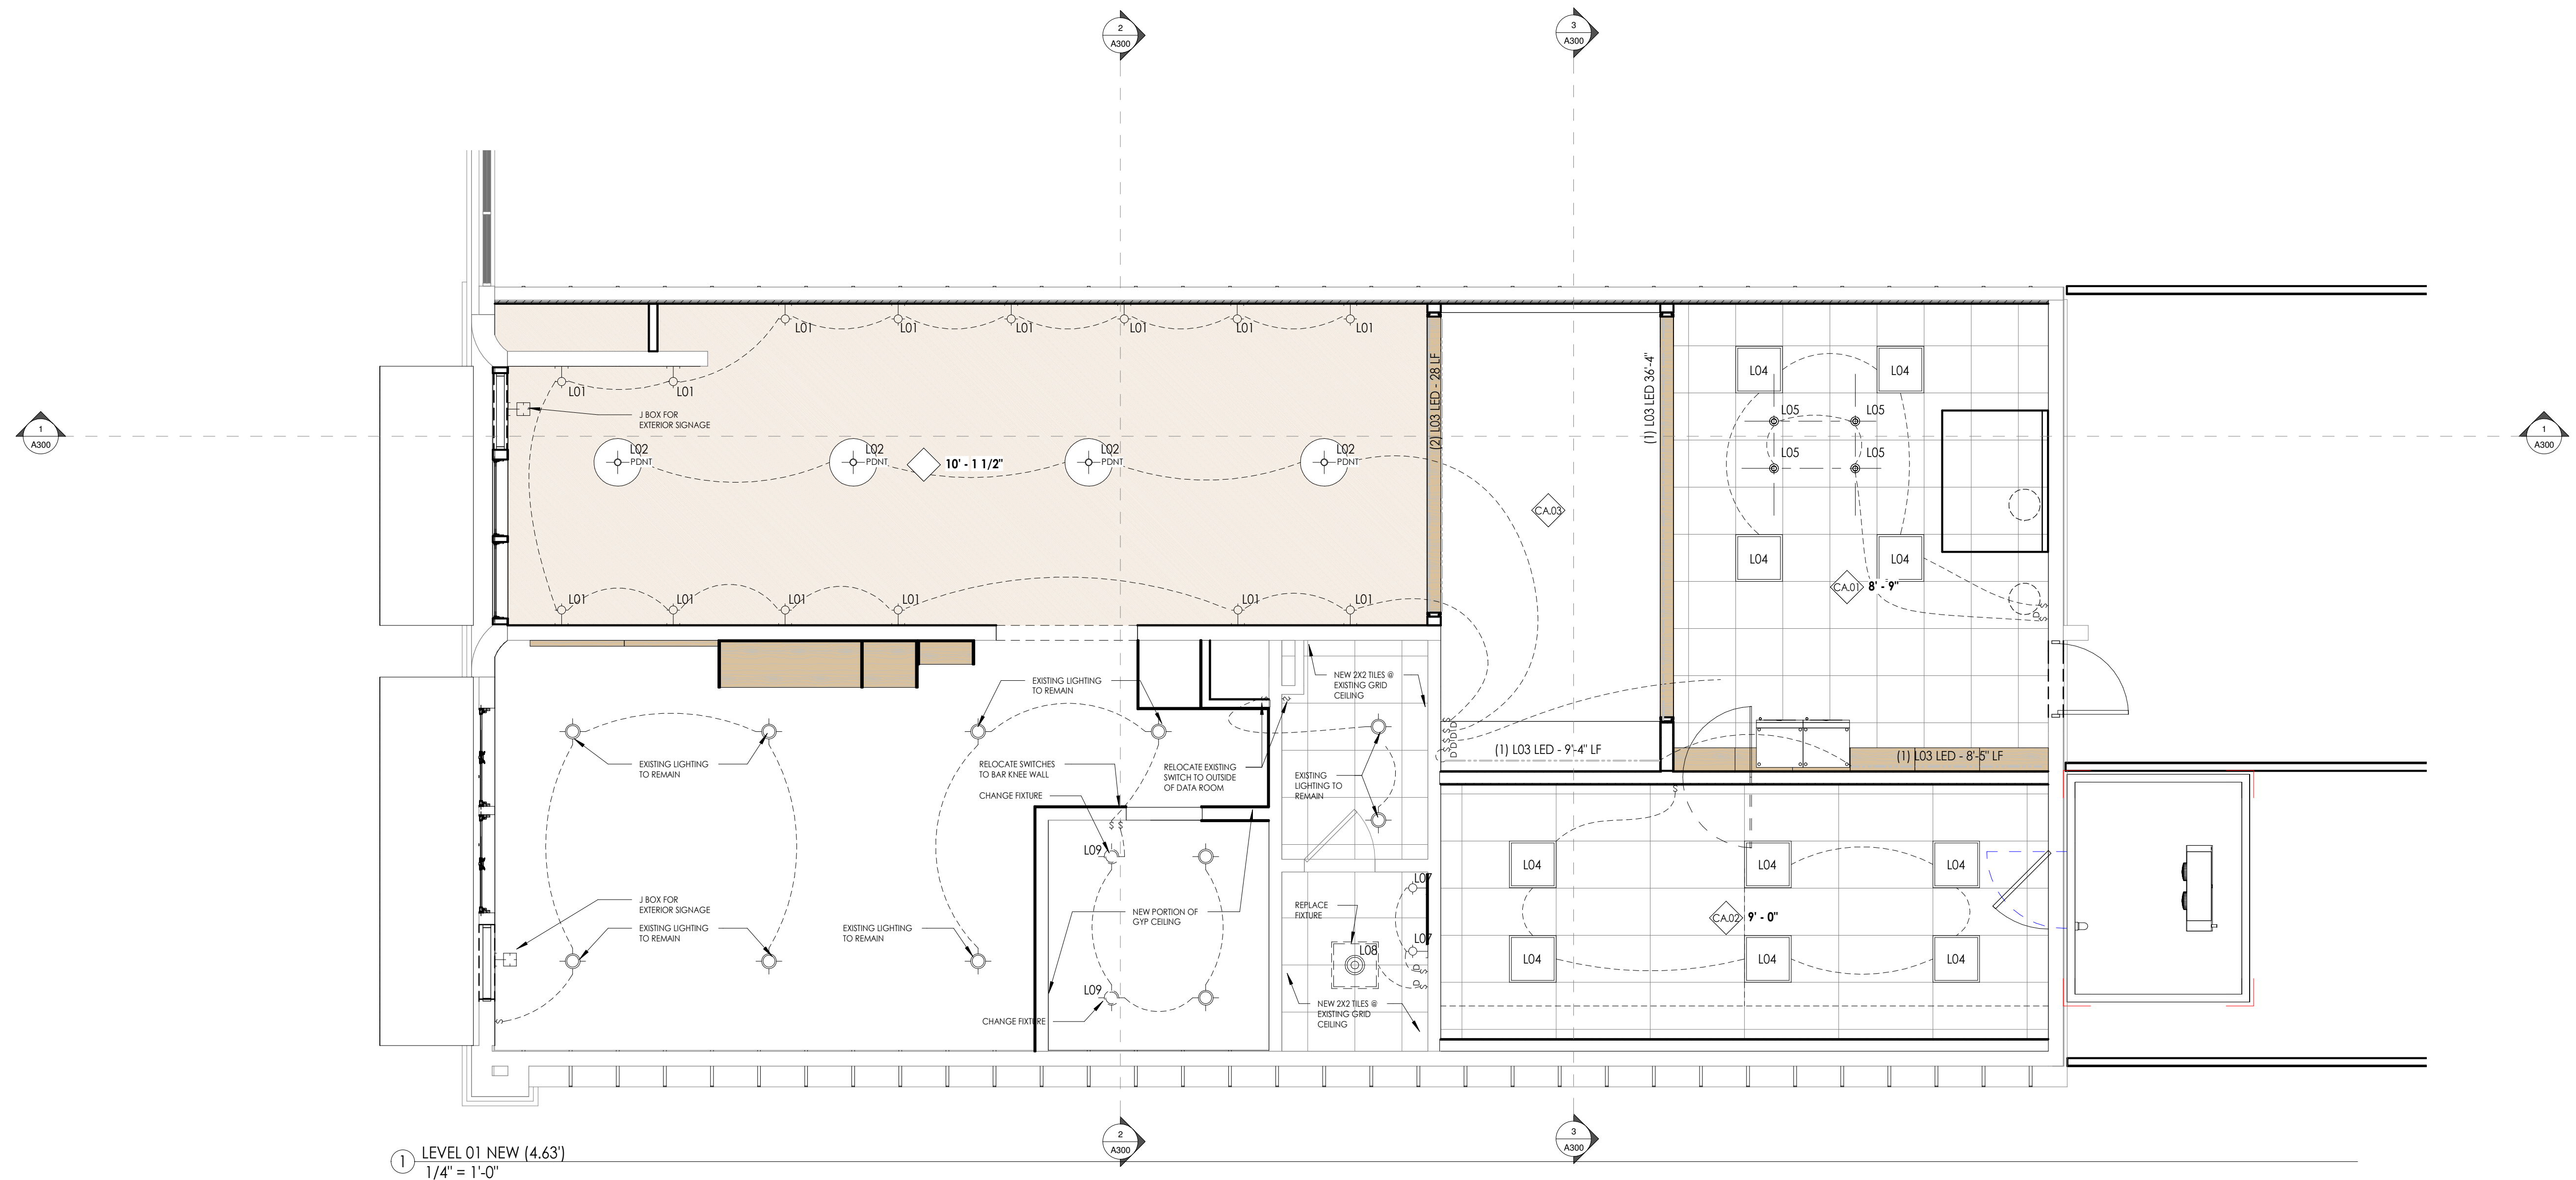 2
A300
3
A300
1
A300
1
A300
L01
L01
L01
L01
L01
L01
L01
L01
J BOX FOR
EXTERIOR SIGNAGE
L02
PDNT
L02
PDNT
10' - 1 1/2"
L02
PDNT
L02
PDNT
(2) L03 LED - 28 LF
(1) L03 LED 36'-4"
CA.03
L04
L04
L05
L05
L05
L05
L04
L04
CA.01
8' - 9"
S
D
S
L01
L01
L01
L01
L01
L01
EXISTING LIGHTING
TO REMAIN
NEW 2X2 TILES @
EXISTING GRID
CEILING
S
S
S
S
D
D
D
D
(1) L03 LED - 9'-4" LF
(1) L03 LED - 8'-5" LF
EXISTING LIGHTING
TO REMAIN
RELOCATE SWITCHES
TO BAR KNEE WALL
RELOCATE EXISTING
SWITCH TO OUTSIDE
OF DATA ROOM
EXISTING
LIGHTING TO
REMAIN
CHANGE FIXTURE
S
S
S
L09
L04
L04
L04
L07
J BOX FOR
EXTERIOR SIGNAGE
EXISTING LIGHTING
TO REMAIN
EXISTING LIGHTING
TO REMAIN
NEW PORTION OF
GYP CEILING
REPLACE
FIXTURE
CA.02
9' - 0"
L07
L08
D
S
D
S
L04
L04
L04
L09
CHANGE FIXTURE
NEW 2X2 TILES @
EXISTING GRID
CEILING
S
2
A300
3
A300
1
LEVEL 01 NEW (4.63')
1/4" = 1'-0"